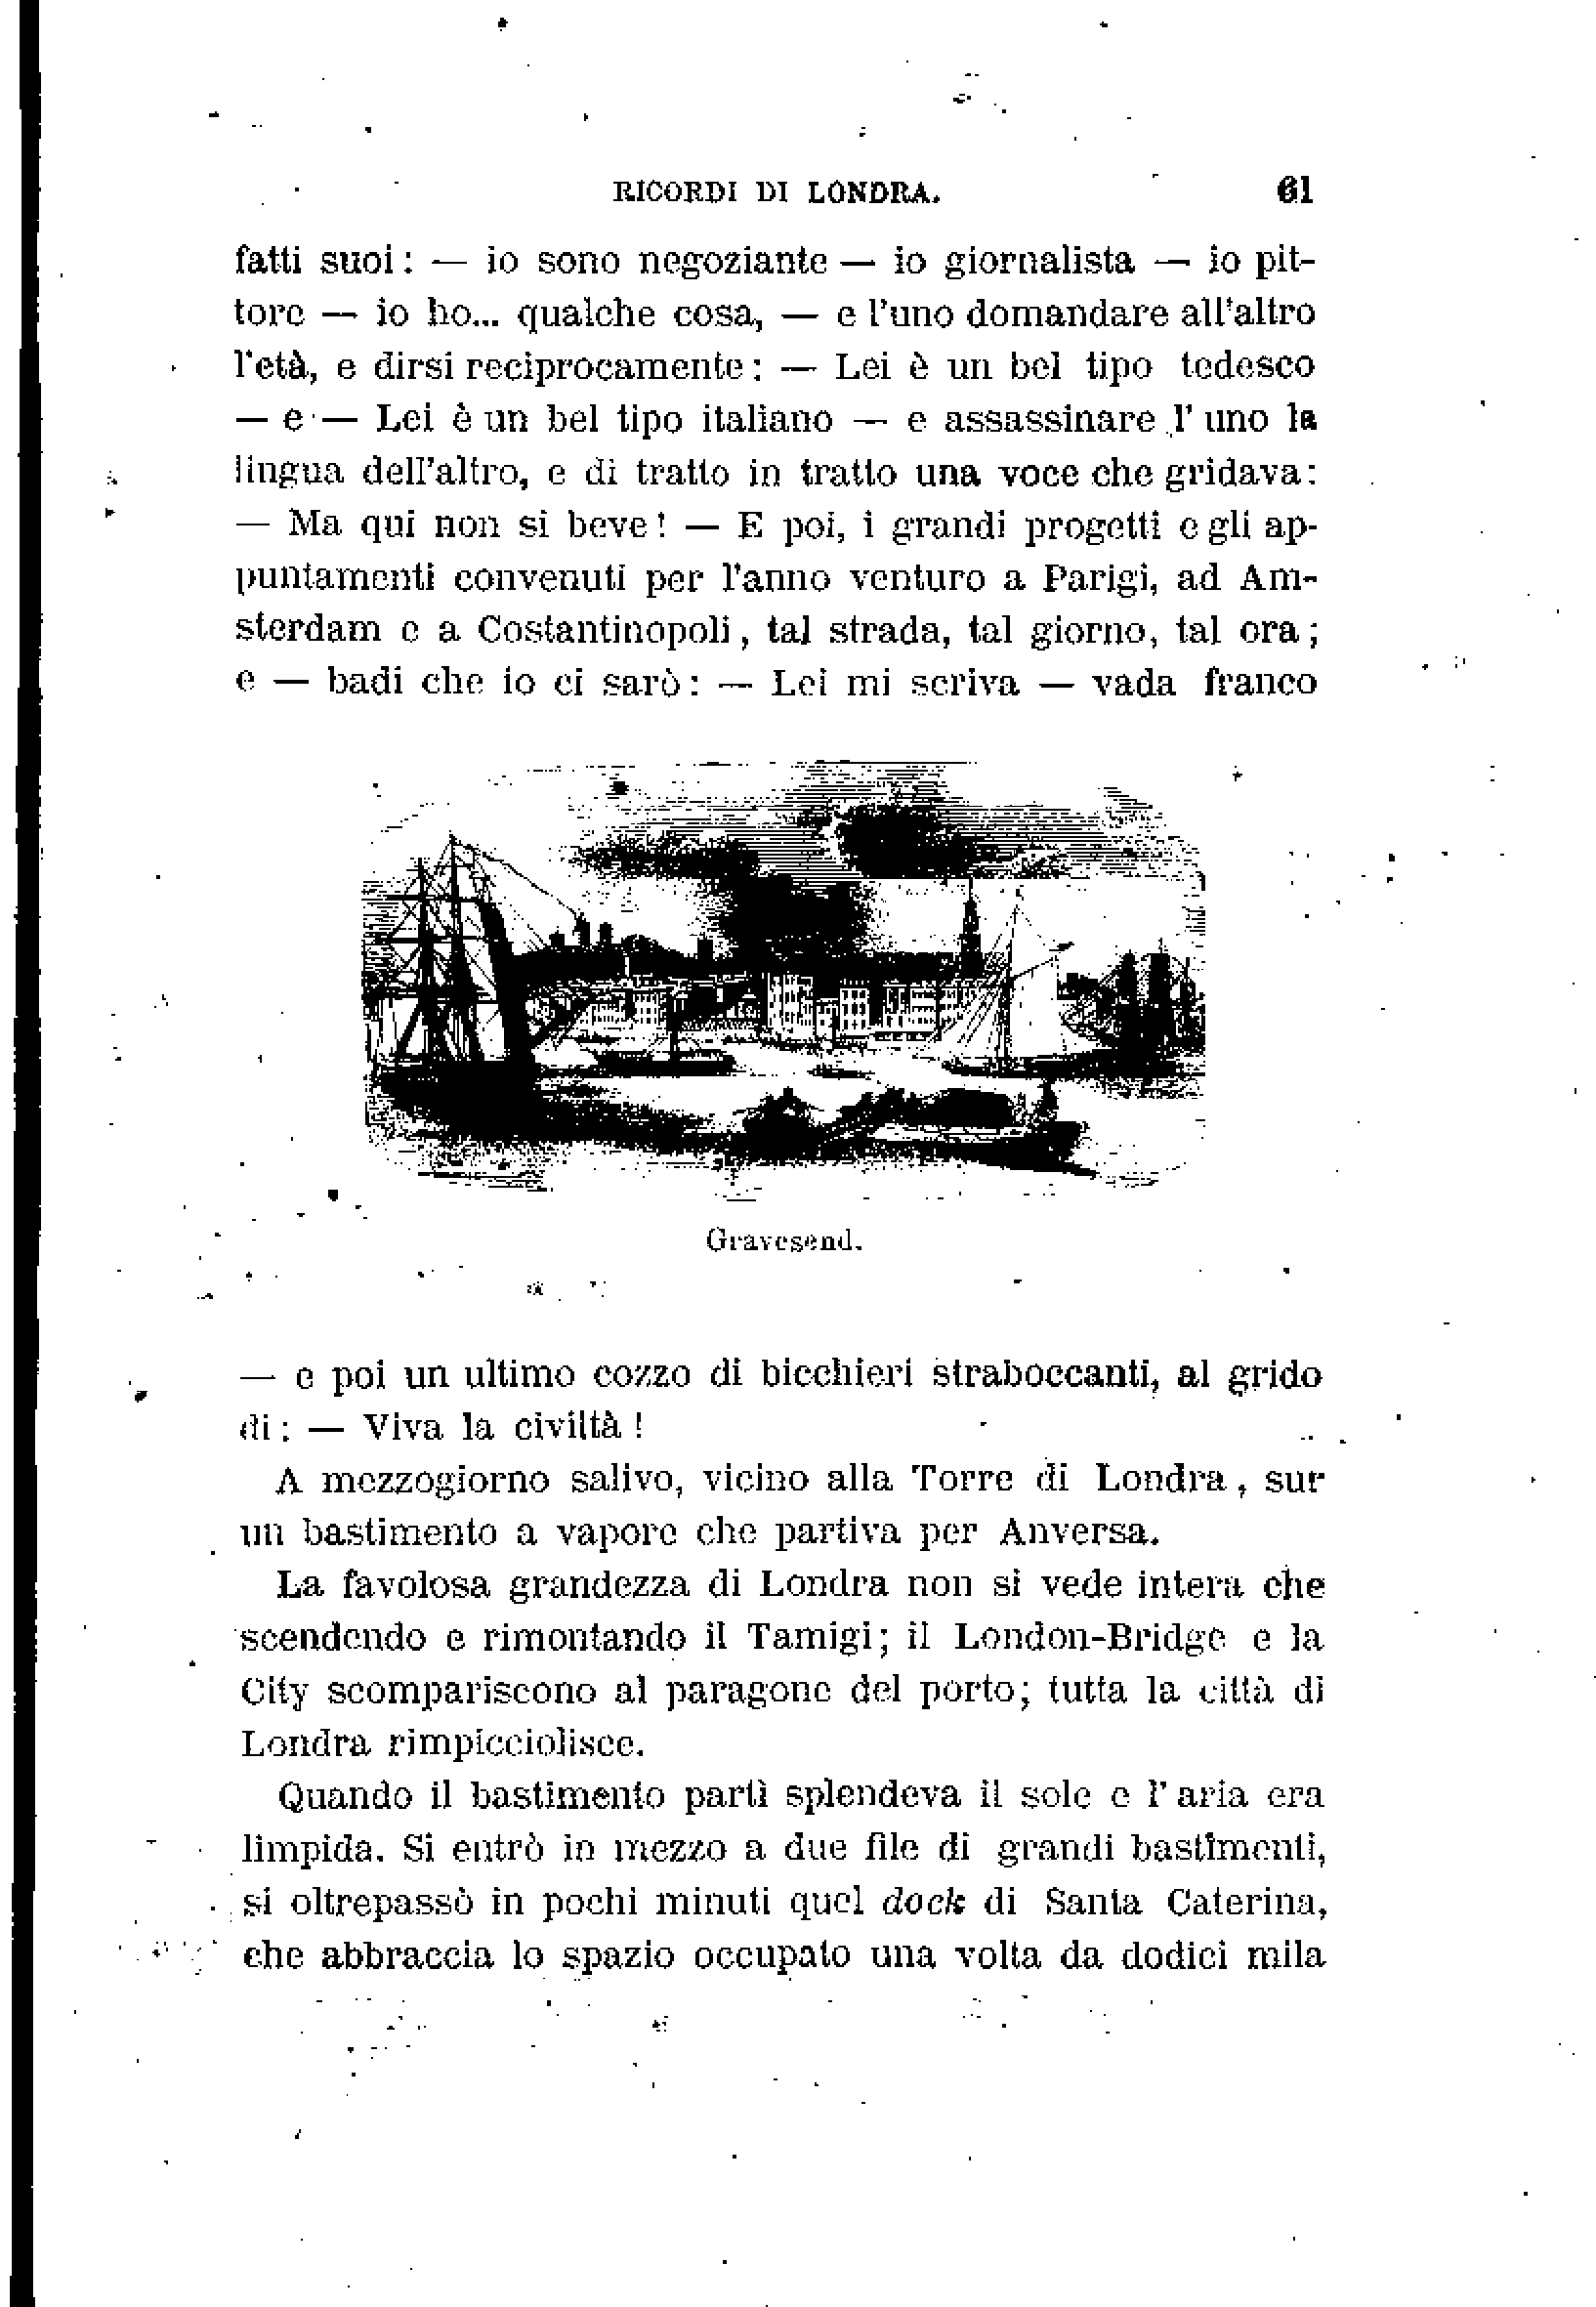 RICORDI DI LONDRA. 61
fatti suoi: — io sono negoziante — io giornalista — io pit-
tore — io ho... qualche cosa, — e l'uno domandare all'altro
l'età, e dirsi reciprocamente: — Lei è un bel tipo tedesco
— e — Lei è un bel tipo italiano — e assassinare l'uno la
lingua dell'altro, e di tratto in tratto una voce che gridava:
— Ma qui non si beve! — E poi, i grandi progetti e gli ap-
puntamenti convenuti per l'anno venturo a Parigi, ad Am-
sterdam e a Costantinopoli, tal strada, tal giorno, tal ora;
e — badi che io ci sarò: — Lei mi scriva — vada franco
Gravesend.
— e poi un ultimo cozzo di bicchieri straboccanti, al grido
di: — Viva la civiltà!
A mezzogiorno salivo, vicino alla Torre di Londra, sur
un bastimento a vapore che partiva per Anversa.
La favolosa grandezza di Londra non si vede intera che
scendendo e rimontando il Tamigi; il London-Bridge e la
City scompariscono al paragone del porto; tutta la città di
Londra rimpicciolisce.
Quando il bastimento partì splendeva il sole e l'aria era
limpida. Si entrò in mezzo a due file di grandi bastimenti,
si oltrepassò in pochi minuti quel dock di Santa Caterina,
che abbraccia lo spazio occupato una volta da dodici mila